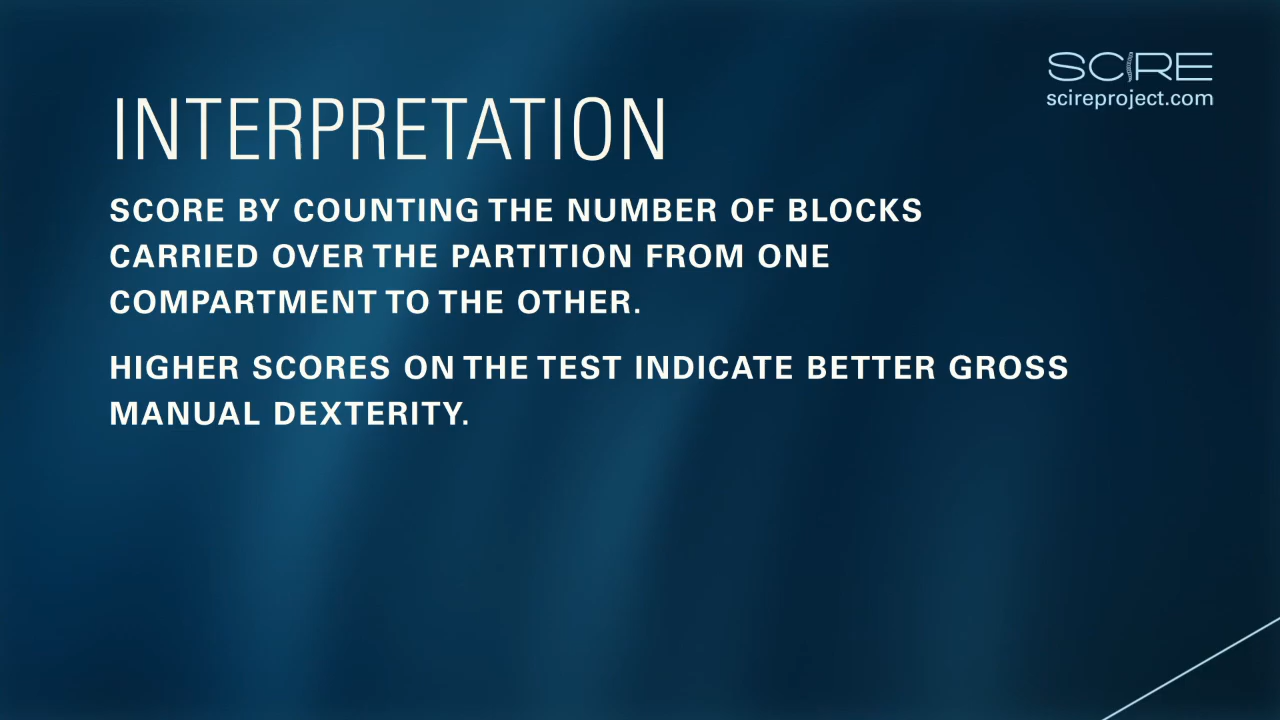 SCIRE
scireproject.com
INTERPRETATION
SCORE BY COUNTING THE NUMBER OF BLOCKS
CARRIED OVER THE PARTITION FROM ONE
COMPARTMENT TO THE OTHER.
HIGHER SCORES ON THE TEST INDICATE BETTER GROSS
MANUAL DEXTERITY.